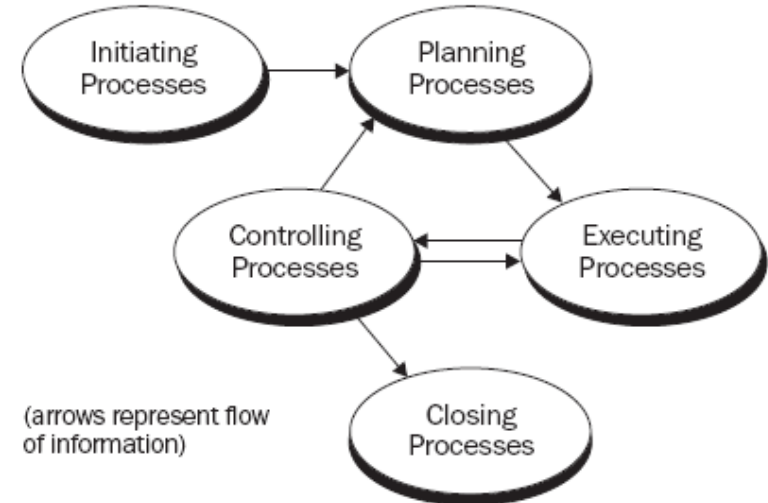 Initiating
Processes
Planning
Processes
Controlling
Processes
Executing
Processes
(arrows represent flow
of information)
Closing
Processes